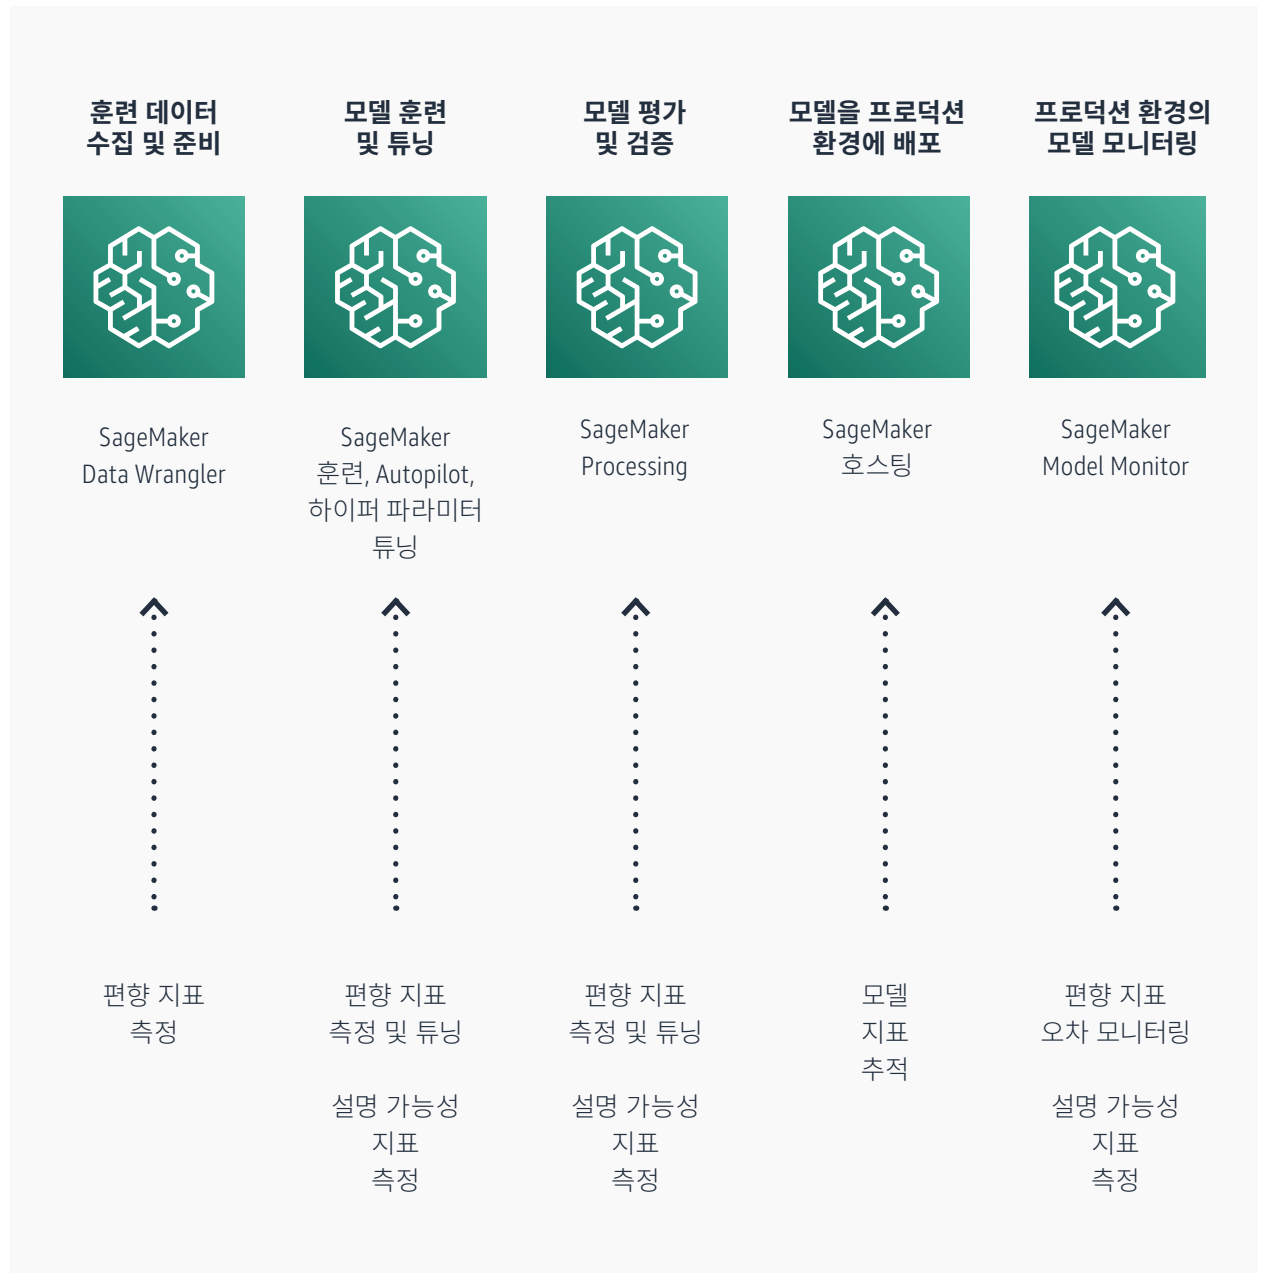 훈련 데이터
수집 및 준비
모델 훈련
및 튜닝
모델 평가
및 검증
모델을 프로덕션
환경에 배포
프로덕션 환경의
모델 모니터링
SageMaker
Data Wrangler
SageMaker
훈련, Autopilot,
하이퍼 파라미터
튜닝
SageMaker
Processing
SageMaker
호스팅
SageMaker
Model Monitor
편향 지표
측정
편향 지표
측정 및 튜닝
설명 가능성
지표
측정
편향 지표
측정 및 튜닝
설명 가능성
지표
측정
모델
지표
추적
편향 지표
오차 모니터링
설명 가능성
지표
측정